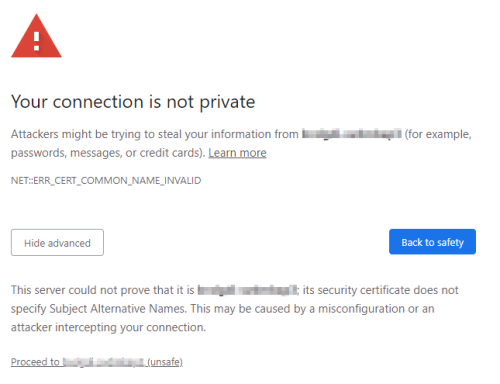 Your connection is not private
Attackers might be trying to steal your information from (for example,
passwords, messages, or credit cards). Learn more
NET::ERR_CERT_COMMON_NAME_INVALID
Hide advanced
Back to safety
This server could not prove that it is its security certificate does not
specify Subject Alternative Names. This may be caused by a misconfiguration or an
attacker intercepting your connection.
Proceed to (unsafe)